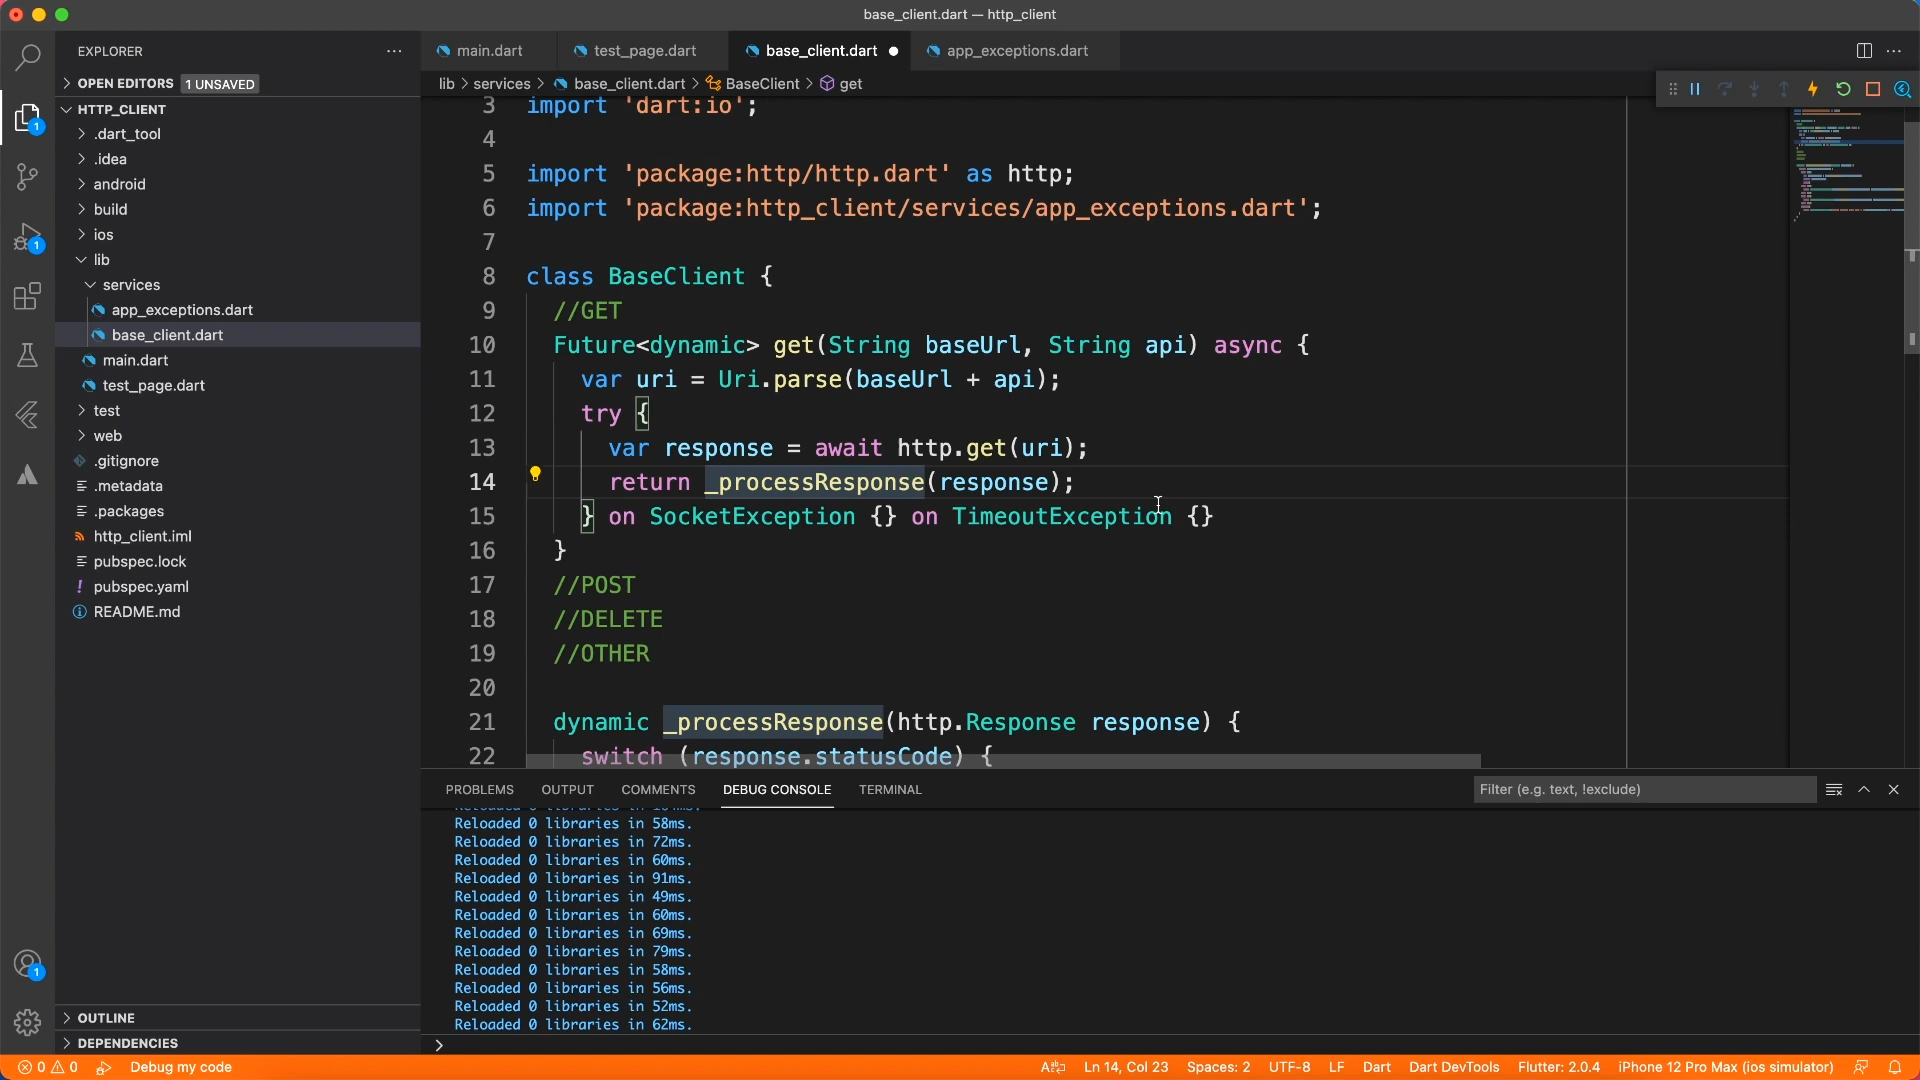 base_client.dart — http_client
EXPLORER
main.dart
test_page.dart
base_client.dart
app_exceptions.dart
OPEN EDITORS 1 UNSAVED
lib > services > base_client.dart > BaseClient > get
HTTP_CLIENT
.dart_tool
.idea
android
build
ios
lib
services
app_exceptions.dart
base_client.dart
main.dart
test_page.dart
test
web
.gitignore
.metadata
.packages
http_client.iml
pubspec.lock
pubspec.yaml
README.md
OUTLINE
DEPENDENCIES
3 import 'dart:io';
4
5 import 'package:http/http.dart' as http;
6 import 'package:http_client/services/app_exceptions.dart';
7
8 class BaseClient {
9 //GET
10 Future<dynamic> get(String baseUrl, String api) async {
11 var uri = Uri.parse(baseUrl + api);
12 try {
13 var response = await http.get(uri);
14 return _processResponse(response);
15 } on SocketException {} on TimeoutException {}
16 }
17 //POST
18 //DELETE
19 //OTHER
20
21 dynamic _processResponse(http.Response response) {
22 switch (response.statusCode) {
PROBLEMS OUTPUT COMMENTS DEBUG CONSOLE TERMINAL
Filter (e.g. text, !exclude)
Reloaded 0 libraries in 58ms.
Reloaded 0 libraries in 72ms.
Reloaded 0 libraries in 60ms.
Reloaded 0 libraries in 91ms.
Reloaded 0 libraries in 49ms.
Reloaded 0 libraries in 60ms.
Reloaded 0 libraries in 69ms.
Reloaded 0 libraries in 79ms.
Reloaded 0 libraries in 58ms.
Reloaded 0 libraries in 56ms.
Reloaded 0 libraries in 52ms.
Reloaded 0 libraries in 62ms.
0 0 Debug my code
Ln 14, Col 23 Spaces: 2 UTF-8 LF Dart Dart DevTools Flutter: 2.0.4 iPhone 12 Pro Max (ios simulator)